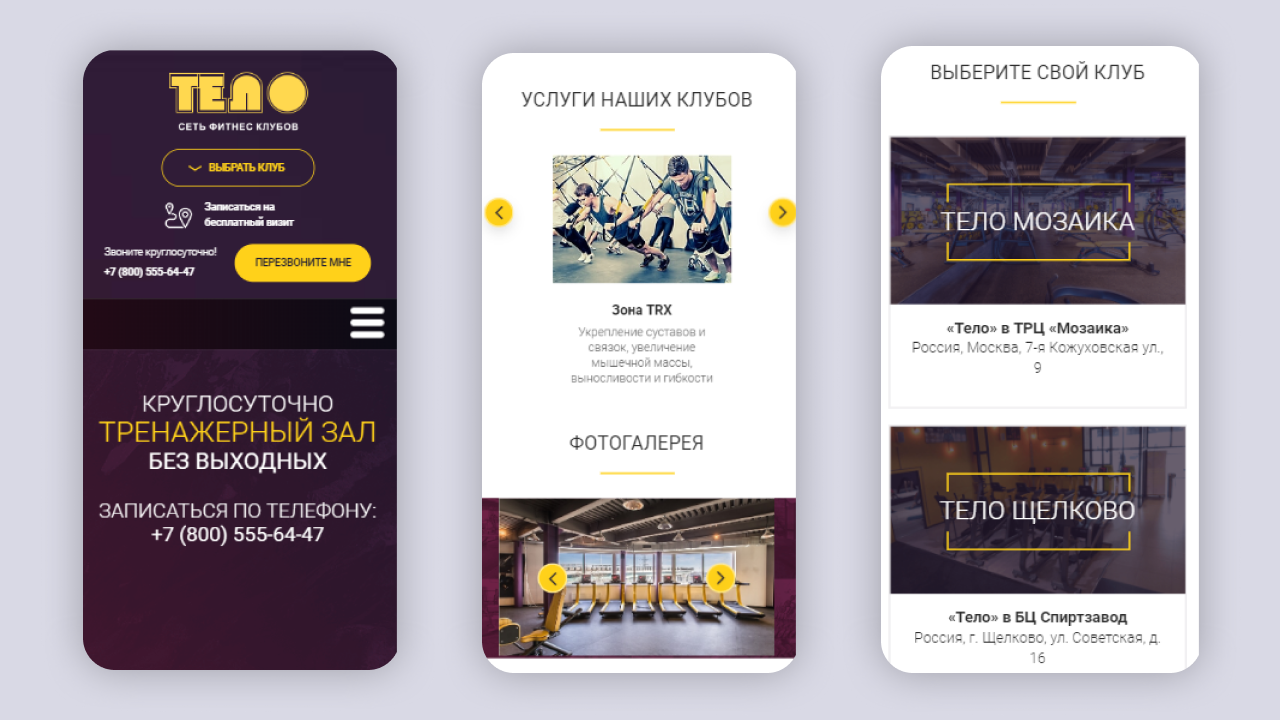 ТЕЛО
СЕТЬ ФИТНЕС КЛУБОВ
ВЫБРАТЬ КЛУБ
Записаться на
бесплатный визит
Звоните круглосуточно!
+7 (800) 555-64-47
ПЕРЕЗВОНИТЕ МНЕ
КРУГЛОСУТОЧНО
ТРЕНАЖЕРНЫЙ ЗАЛ
БЕЗ ВЫХОДНЫХ
ЗАПИСАТЬСЯ ПО ТЕЛЕФОНУ:
+7 (800) 555-64-47
УСЛУГИ НАШИХ КЛУБОВ
Зона TRX
Укрепление суставов и
связок, увеличение
мышечной массы,
выносливости и гибкости
ФОТОГАЛЕРЕЯ
ВЫБЕРИТЕ СВОЙ КЛУБ
ТЕЛО МОЗАИКА
«Тело» в ТРЦ «Мозаика»
Россия, Москва, 7-я Кожуховская ул.,
9
ТЕЛО ЩЕЛКОВО
«Тело» в БЦ Спиртзавод
Россия, г. Щелково, ул. Советская, д.
16